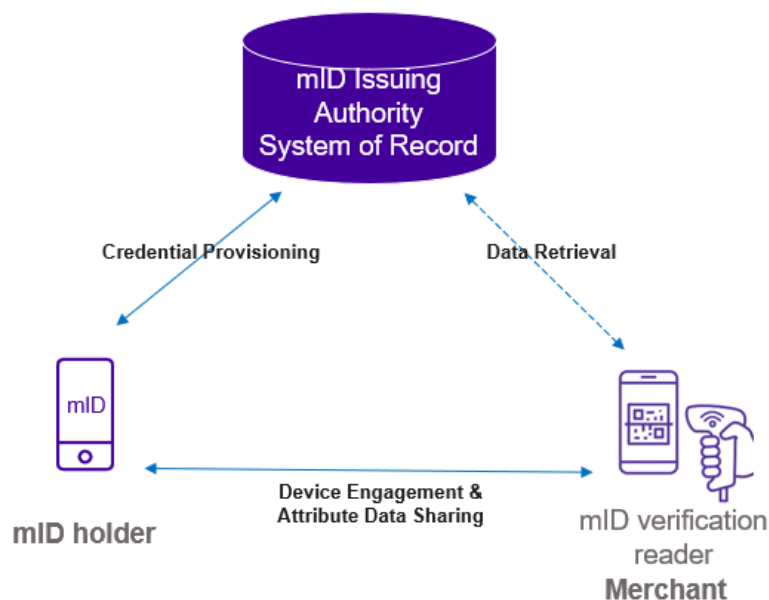 mID Issuing
Authority
System of Record
Credential Provisioning
Data Retrieval
mID
Device Engagement &
Attribute Data Sharing
mID holder
mID verification
reader
Merchant